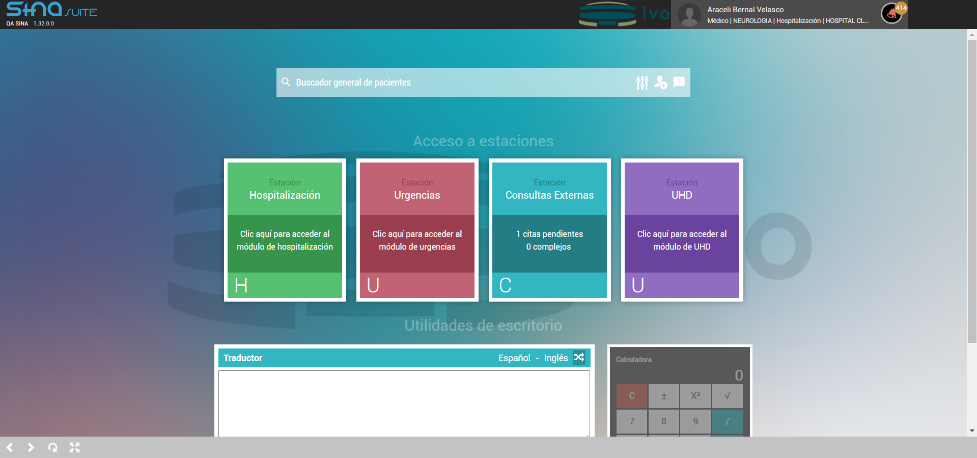 sina SUITE
QA SINA 1.32.0.0
ivo
Araceli Bernal Velasco
Médico | NEUROLOGIA | Hospitalización | HOSPITAL CL...
414
Buscador general de pacientes
Acceso a estaciones
Estación
Hospitalización
Clic aquí para acceder al
módulo de hospitalización
H
Estación
Urgencias
Clic aquí para acceder al
módulo de urgencias
U
Estación
Consultas Externas
1 citas pendientes
0 complejos
C
Estación
UHD
Clic aquí para acceder al
módulo de UHD
U
Utilidades de escritorio
Traductor
Español - Inglés
Calculadora
0
C ± X² √
7 8 9 /